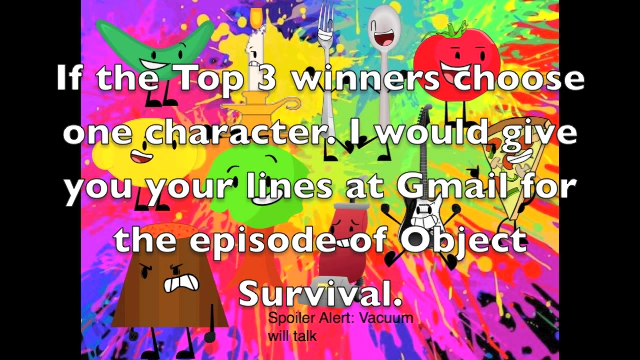 If the Top 3 winners choose
one character. I would give
you your lines at Gmail for
the episode of Object
Survival.
Spoiler Alert: Vacuum
will talk